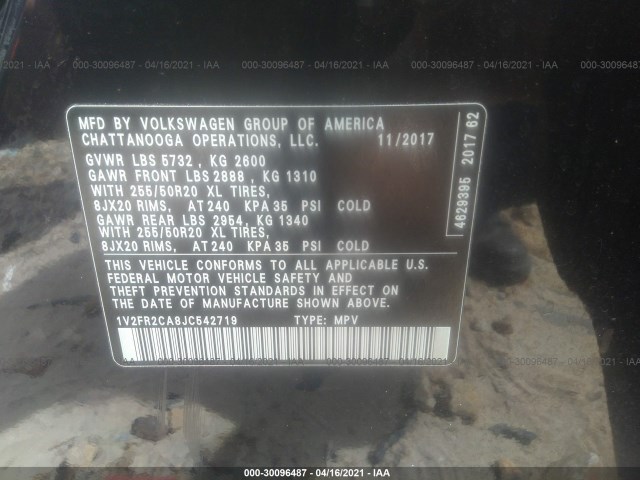 000-30096487 - 04/16/2021 - IAA
MFD BY VOLKSWAGEN GROUP OF AMERICA
CHATTANOOGA OPERATIONS, LLC. 11/2017
GVWR LBS 5732 , KG 2600
GAWR FRONT LBS 2888 , KG 1310
WITH 255/50R20 XL TIRES,
8JX20 RIMS, AT 240 KPA 35 PSI COLD
GAWR REAR LBS 2954, KG 1340
WITH 255/50R20 XL TIRES,
8JX20 RIMS, AT 240 KPA 35 PSI COLD
4629395 2017 62
THIS VEHICLE CONFORMS TO ALL APPLICABLE U.S.
FEDERAL MOTOR VEHICLE SAFETY AND
THEFT PREVENTION STANDARDS IN EFFECT ON
THE DATE OF MANUFACTURE SHOWN ABOVE.
1V2FR2CA8JC542719 TYPE: MPV
000-30096487 - 04/16/2021 - IAA